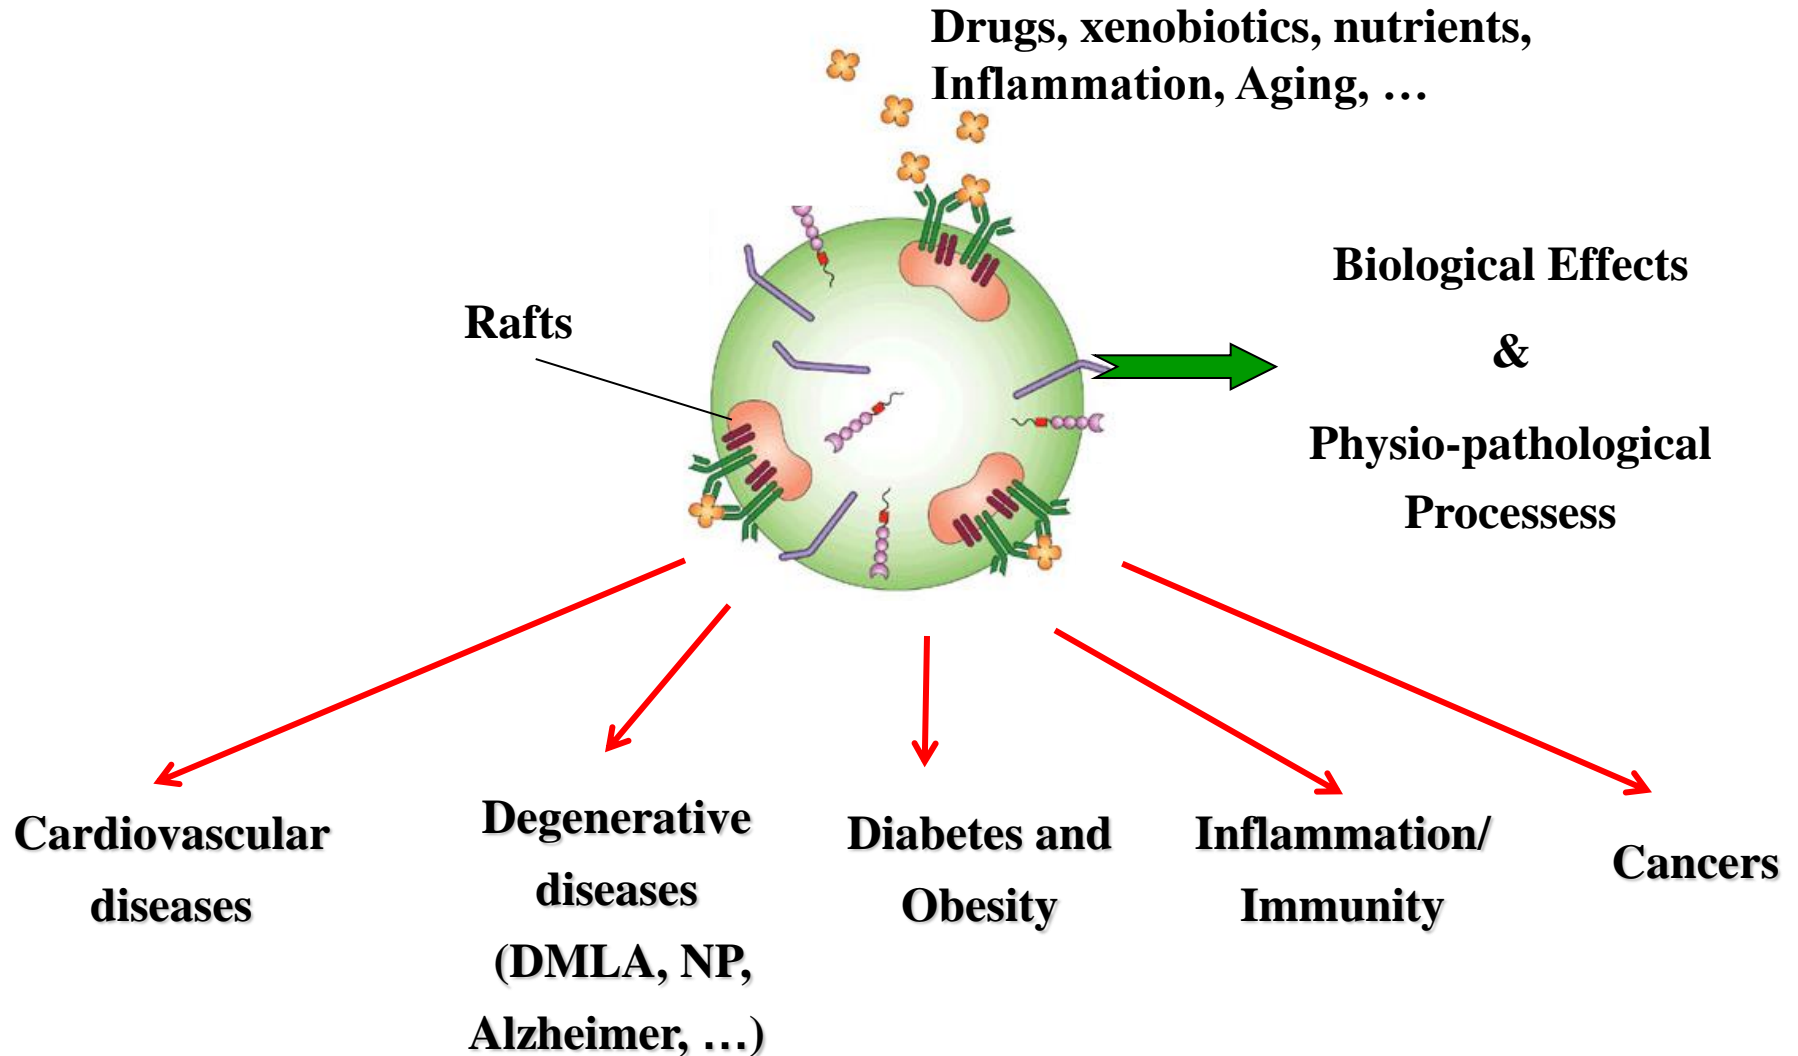 Drugs, xenobiotics, nutrients,
Inflammation, Aging, …
Rafts
Biological Effects
&
Physio-pathological
Processess
Cardiovascular
diseases
Degenerative
diseases
(DMLA, NP,
Alzheimer, …)
Diabetes and
Obesity
Inflammation/
Immunity
Cancers